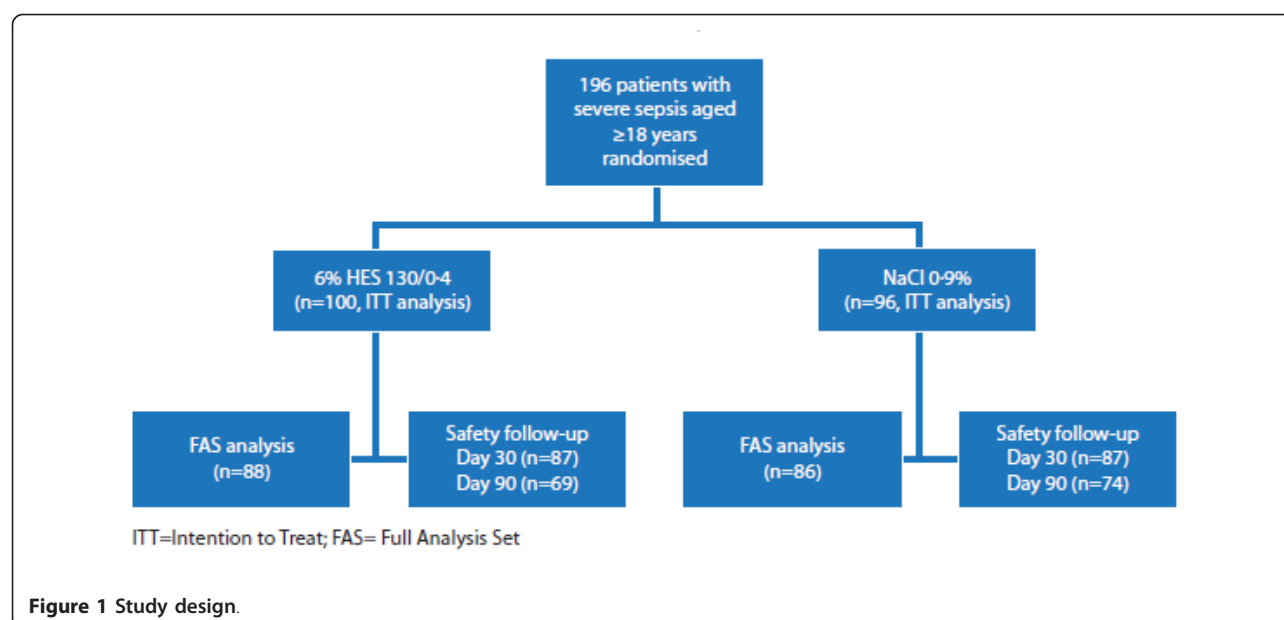 196 patients with
severe sepsis aged
≥18 years
randomised
6% HES 130/0·4
(n=100, ITT analysis)
NaCl 0·9%
(n=96, ITT analysis)
FAS analysis
(n=88)
Safety follow-up
Day 30 (n=87)
Day 90 (n=69)
FAS analysis
(n=86)
Safety follow-up
Day 30 (n=87)
Day 90 (n=74)
ITT=Intention to Treat; FAS= Full Analysis Set
Figure 1 Study design.